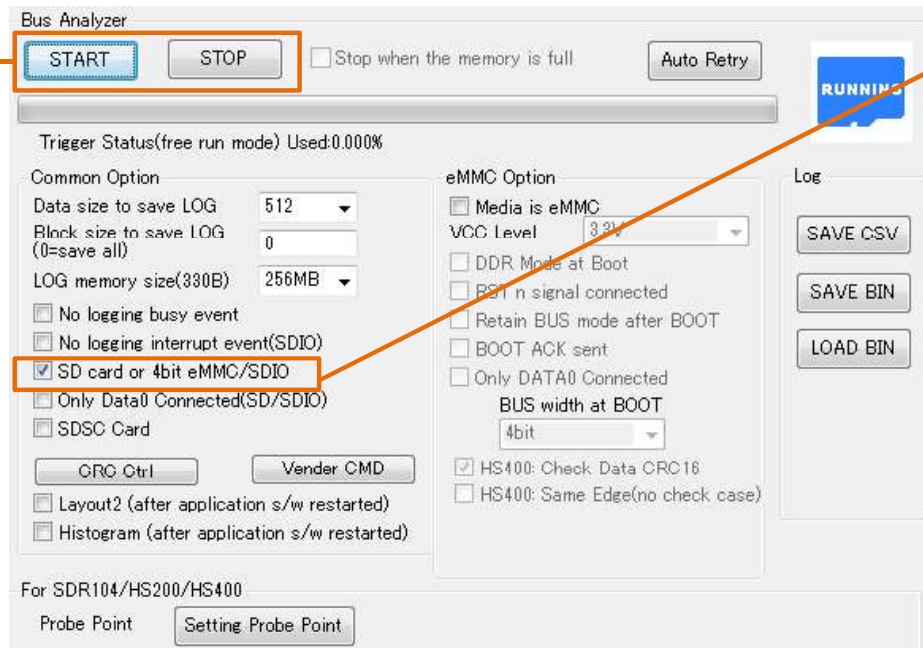 Bus Analyzer
START STOP Stop when the memory is full Auto Retry
RUNNING
Trigger Status(free run mode) Used:0.000%
Common Option
Data size to save LOG 512
Block size to save LOG
(0=save all) 0
LOG memory size(330B) 256MB
No logging busy event
No logging interrupt event(SDIO)
SD card or 4bit eMMC/SDIO
Only Data0 Connected(SD/SDIO)
SDSC Card
CRC Ctrl Vender CMD
Layout2 (after application s/w restarted)
Histogram (after application s/w restarted)
eMMC Option
Media is eMMC
VCC Level 3.3V
DDR Mode at Boot
RST n signal connected
Retain BUS mode after BOOT
BOOT ACK sent
Only DATA0 Connected
BUS width at BOOT
4bit
HS400: Check Data CRC16
HS400: Same Edge(no check case)
Log
SAVE CSV
SAVE BIN
LOAD BIN
For SDR104/HS200/HS400
Probe Point Setting Probe Point